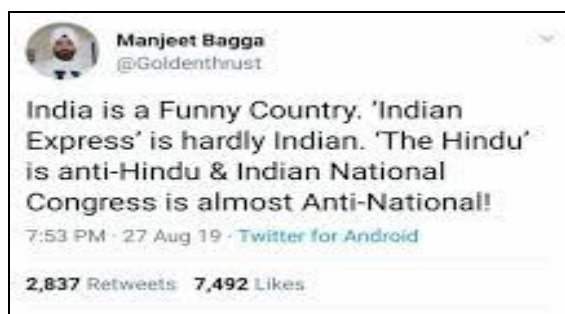 Manjeet Bagga
@Goldenthrust
India is a Funny Country. 'Indian
Express' is hardly Indian. 'The Hindu'
is anti-Hindu & Indian National
Congress is almost Anti-National!
7:53 PM · 27 Aug 19 · Twitter for Android
2,837 Retweets 7,492 Likes